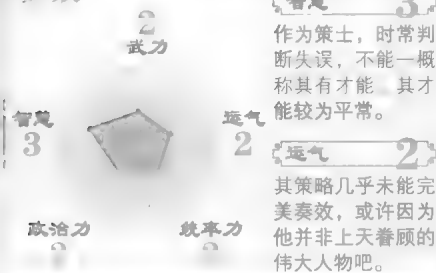 2
武力
智慧
3
运气
2
政治力
统率力
智慧
3
作为策士，时常判
断失误，不能一概
称其有才能　其才
能较为平常。
运气
2
其策略几乎未能完
美奏效，或许因为
他并非上天眷顾的
伟大人物吧。